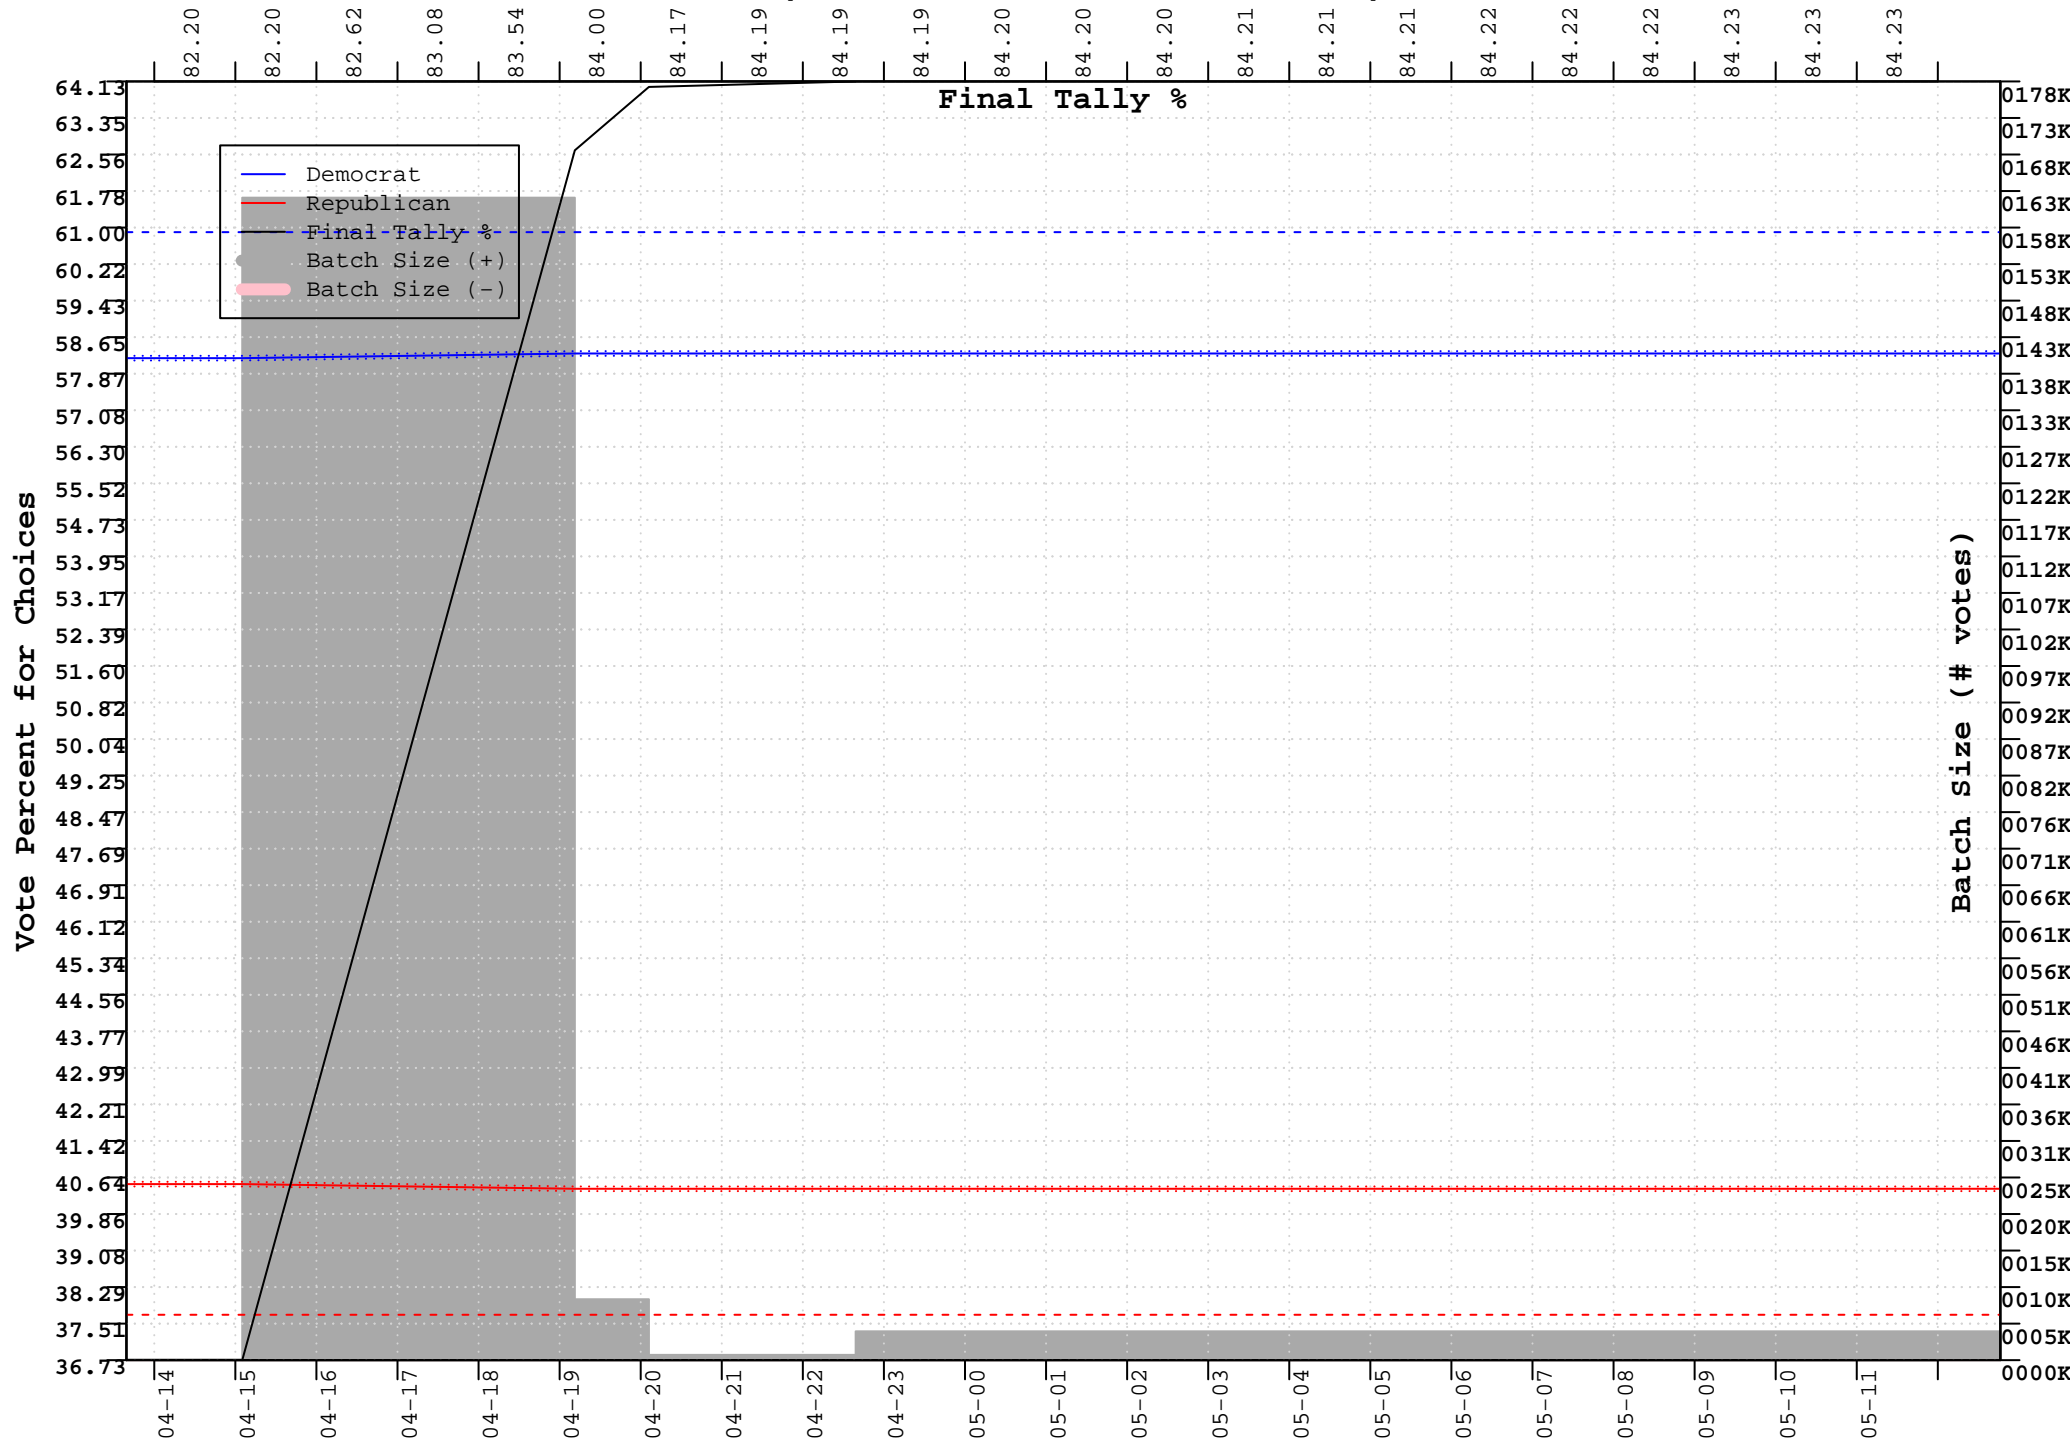 82.20 82.20 82.62 83.08 83.54 84.00 84.17 84.19 84.19 84.19 84.20 84.20 84.20 84.21 84.21 84.21 84.22 84.22 84.22 84.23 84.23 84.23
Final Tally %
Democrat
Republican
Final Tally %
Batch Size (+)
Batch Size (-)
Vote Percent for Choices
64.13
63.35
62.56
61.78
61.00
60.22
59.43
58.65
57.87
57.08
56.30
55.52
54.73
53.95
53.17
52.39
51.60
50.82
50.04
49.25
48.47
47.69
46.91
46.12
45.34
44.56
43.77
42.99
42.21
41.42
40.64
39.86
39.08
38.29
37.51
36.73
Batch Size (# votes)
0178K
0173K
0168K
0163K
0158K
0153K
0148K
0143K
0138K
0133K
0127K
0122K
0117K
0112K
0107K
0102K
0097K
0092K
0087K
0082K
0076K
0071K
0066K
0061K
0056K
0051K
0046K
0041K
0036K
0031K
0025K
0020K
0015K
0010K
0005K
0000K
04-14 04-15 04-16 04-17 04-18 04-19 04-20 04-21 04-22 04-23 05-00 05-01 05-02 05-03 05-04 05-05 05-06 05-07 05-08 05-09 05-10 05-11